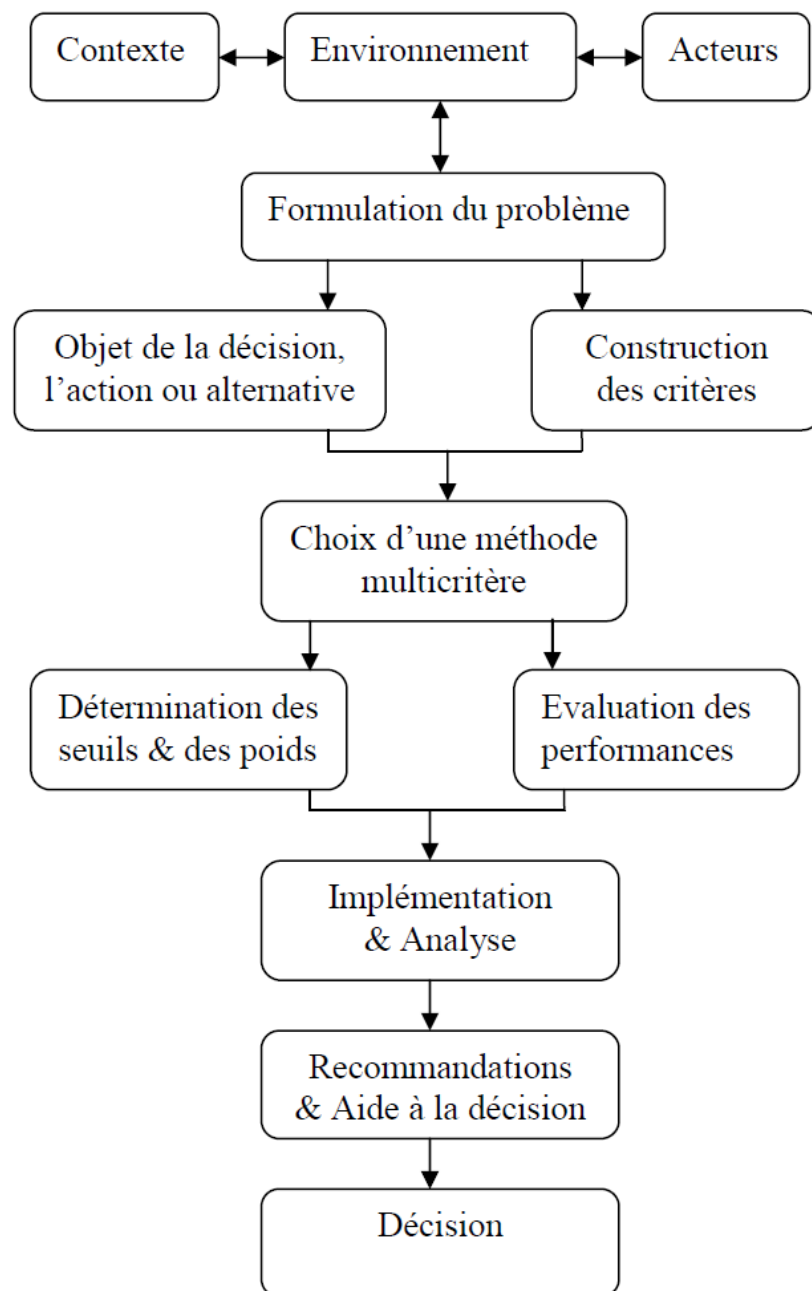 Contexte
Environnement
Acteurs
Formulation du problème
Objet de la décision,
l’action ou alternative
Construction
des critères
Choix d’une méthode
multicritère
Détermination des
seuils & des poids
Evaluation des
performances
Implémentation
& Analyse
Recommandations
& Aide à la décision
Décision